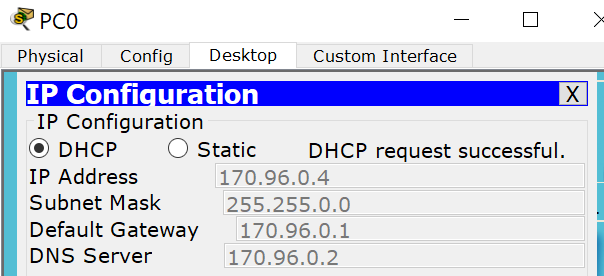 PC0
Physical Config Desktop Custom Interface
IP Configuration X
IP Configuration
DHCP Static DHCP request successful.
IP Address 170.96.0.4
Subnet Mask 255.255.0.0
Default Gateway 170.96.0.1
DNS Server 170.96.0.2